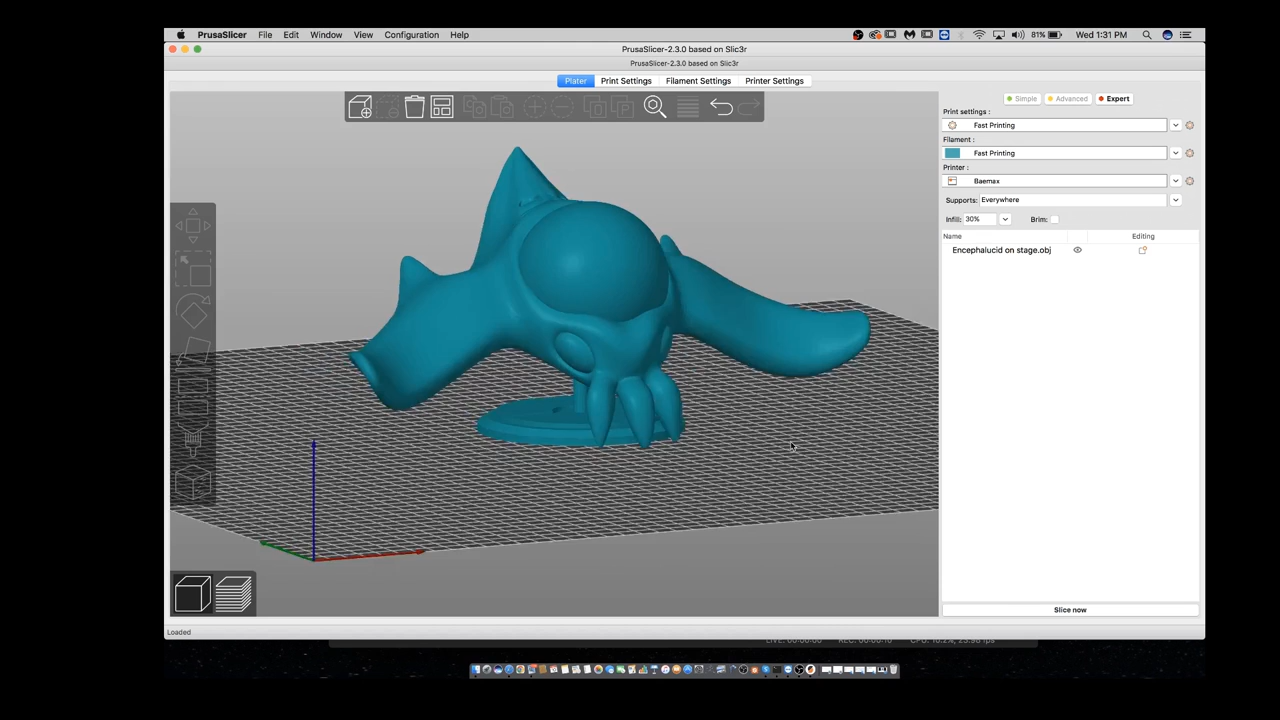 PrusaSlicer File Edit Window View Configuration Help 81% Wed 1:31 PM
PrusaSlicer-2.3.0 based on Slic3r
PrusaSlicer-2.3.0 based on Slic3r
Plater Print Settings Filament Settings Printer Settings
Simple Advanced Expert
Print settings :
Fast Printing
Filament :
Fast Printing
Printer :
Baemax
Supports: Everywhere
Infill: 30% Brim:
Name Editing
Encephalucid on stage.obj
Slice now
Loaded